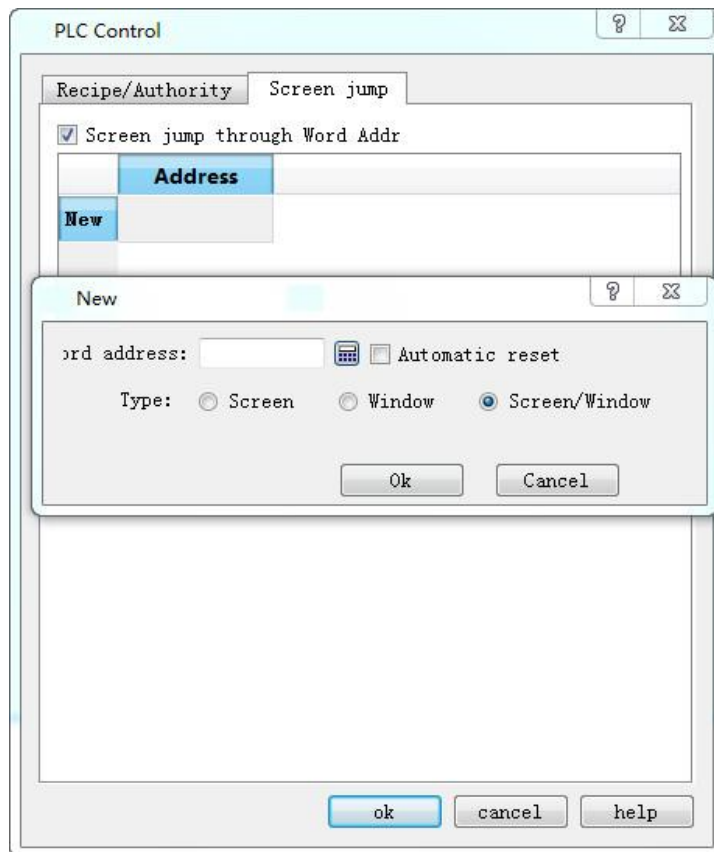 PLC Control
Recipe/Authority Screen jump
Screen jump through Word Addr
Address
New
New
ord address: Automatic reset
Type: Screen Window Screen/Window
Ok Cancel
ok cancel help